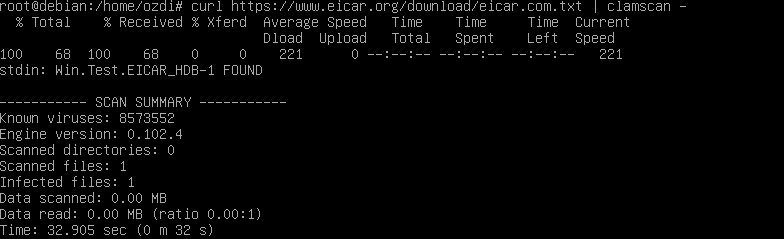 root@debian:/home/ozdi# curl https://www.eicar.org/download/eicar.com.txt | clamscan -
  % Total    % Received % Xferd  Average Speed   Time    Time     Time  Current
                                 Dload  Upload   Total   Spent    Left  Speed
100    68  100    68    0     0    221      0 --:--:-- --:--:-- --:--:--   221
stdin: Win.Test.EICAR_HDB-1 FOUND

----------- SCAN SUMMARY -----------
Known viruses: 8573552
Engine version: 0.102.4
Scanned directories: 0
Scanned files: 1
Infected files: 1
Data scanned: 0.00 MB
Data read: 0.00 MB (ratio 0.00:1)
Time: 32.905 sec (0 m 32 s)